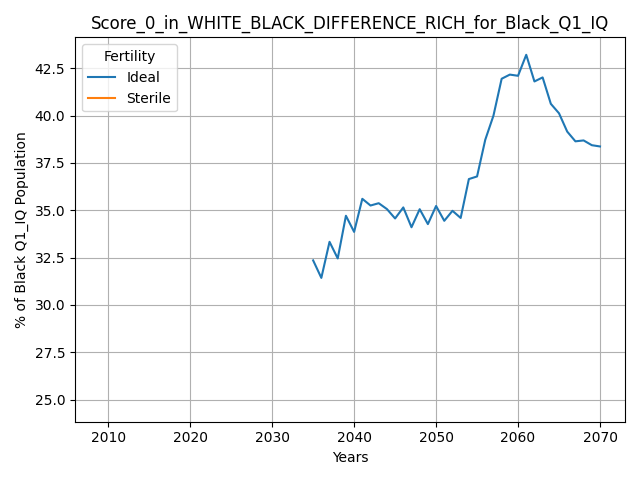 Score_0_in_WHITE_BLACK_DIFFERENCE_RICH_for_Black_Q1_IQ
Fertility
Ideal
Sterile
% of Black Q1_IQ Population
42.5
40.0
37.5
35.0
32.5
30.0
27.5
25.0
2010 2020 2030 2040 2050 2060 2070
Years